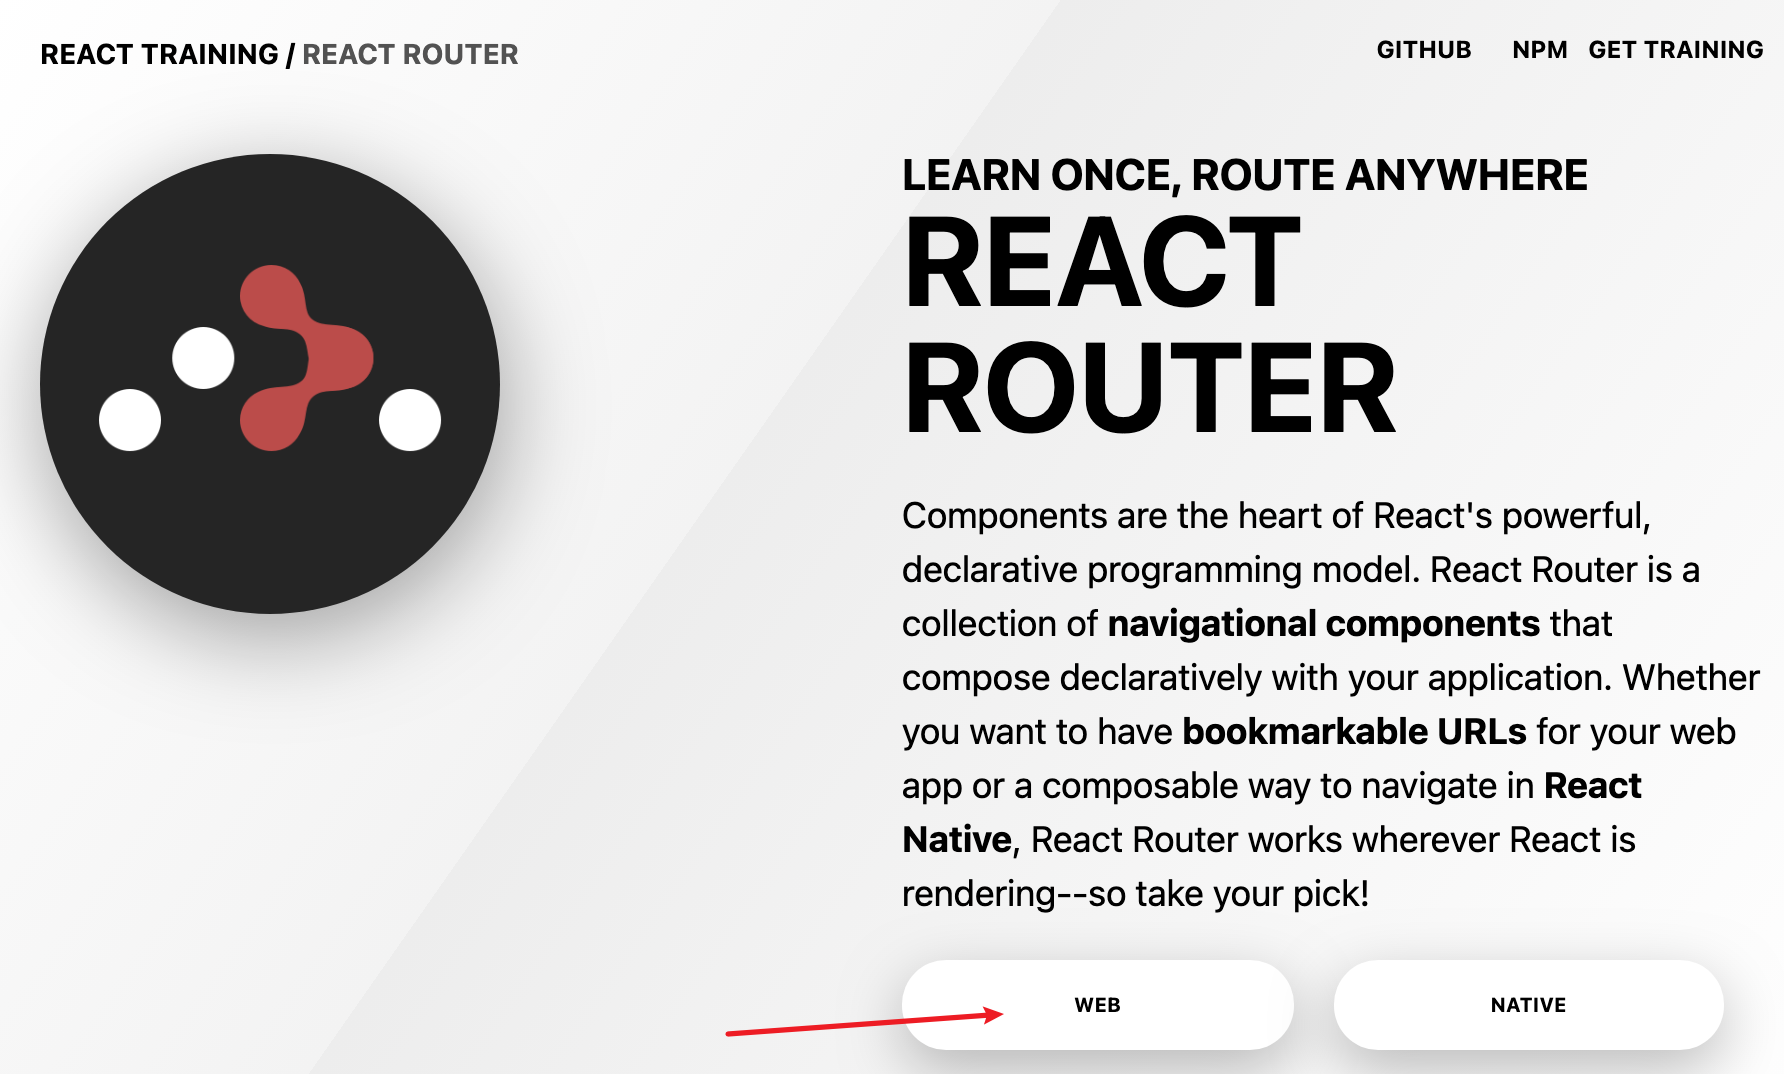 REACT TRAINING / REACT ROUTER
GITHUB NPM GET TRAINING
LEARN ONCE, ROUTE ANYWHERE
REACT
ROUTER
Components are the heart of React's powerful,
declarative programming model. React Router is a
collection of navigational components that
compose declaratively with your application. Whether
you want to have bookmarkable URLs for your web
app or a composable way to navigate in React
Native, React Router works wherever React is
rendering--so take your pick!
WEB
NATIVE